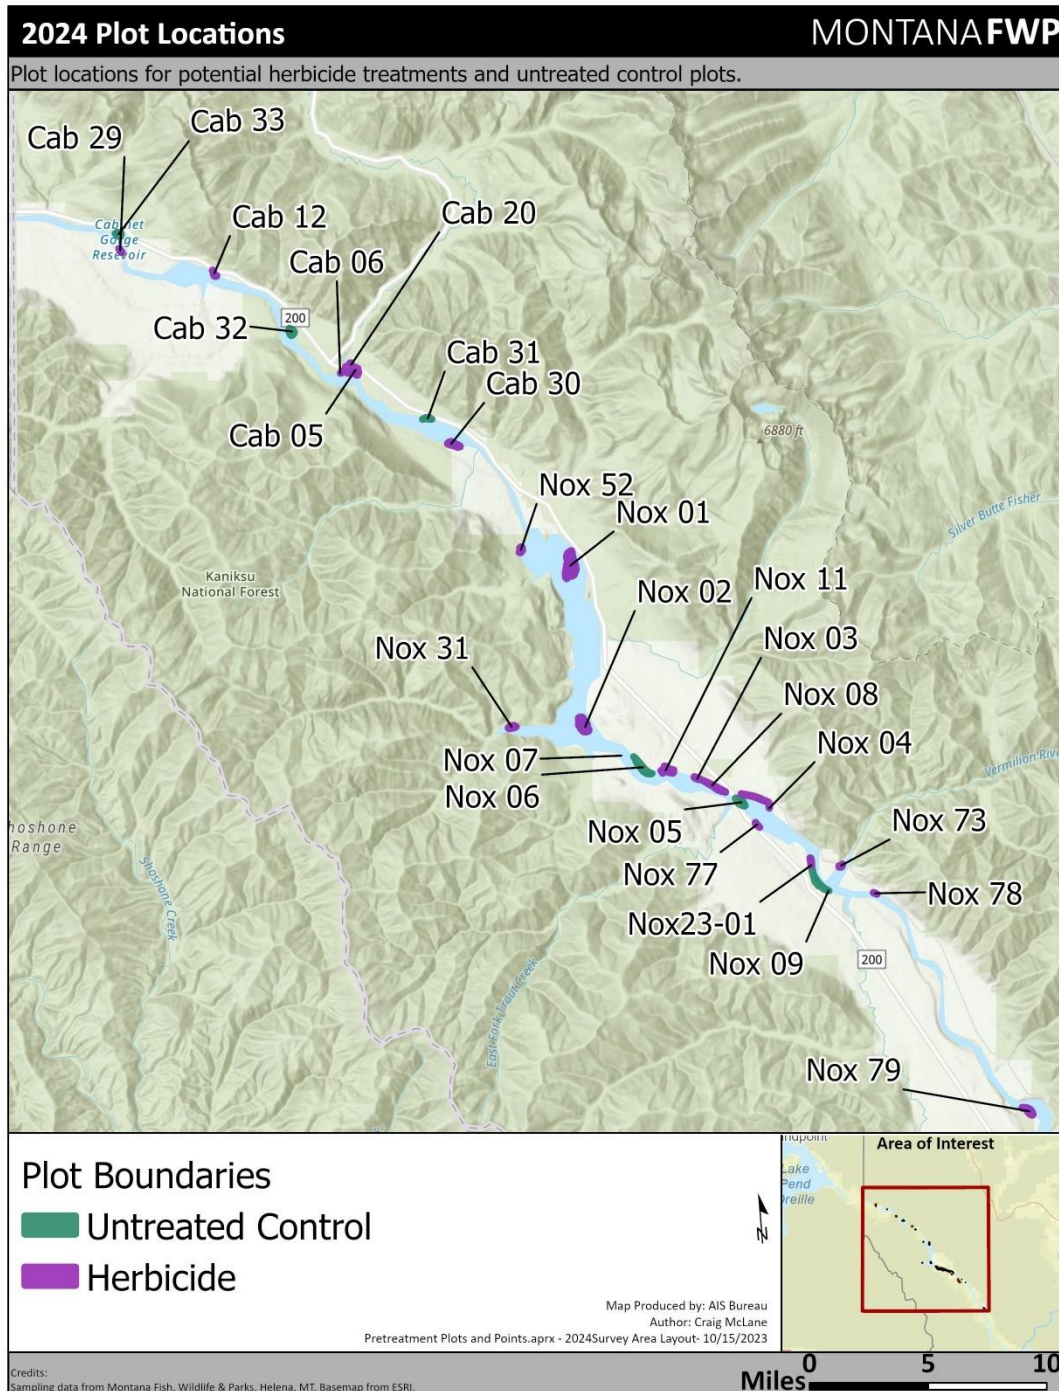 2024 Plot Locations
MONTANA FWP
Plot locations for potential herbicide treatments and untreated control plots.
Cab 33
Cab 29
Cab 20
Cab 12
Cabinet
Gorge
Reservoir
Cab 06
200
Cab 32
Cab 31
Cab 30
6880 ft
Cab 05
Nox 52
Nox 01
Silver Butte Fisher
Kaniksu
National Forest
Nox 11
Nox 02
Nox 03
Nox 31
Nox 08
Nox 04
Nox 07
Nox 06
Vermilion River
Nox 05
Nox 73
hoshone
Range
Nox 77
Nox 78
Shoshone Creek
Nox23-01
Nox 09
200
East Fork Trout Creek
Nox 79
Plot Boundaries
Untreated Control
Herbicide
N
Map Produced by: AIS Bureau
Author: Craig McLane
Pretreatment Plots and Points.aprx - 2024Survey Area Layout- 10/15/2023
Area of Interest
ndpoint
Lake
Pend
Oreille
Credits:
Sampling data from Montana Fish, Wildlife & Parks, Helena, MT. Basemap from ESRI.
Miles
0 5 10